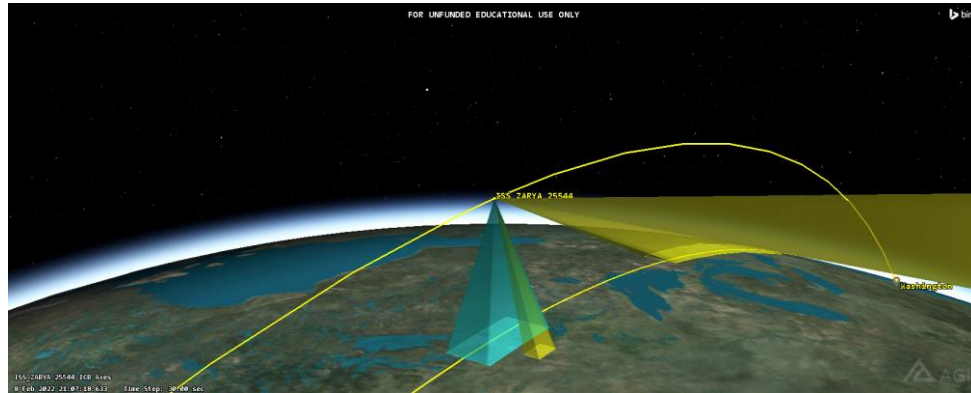 FOR UNFUNDED EDUCATIONAL USE ONLY
ISS_ZARYA_25544
Washington
ISS_ZARYA_25544 ICR Axes
8 Feb 2022 21:07:18.633 Time Step: 30.00 sec
AGI